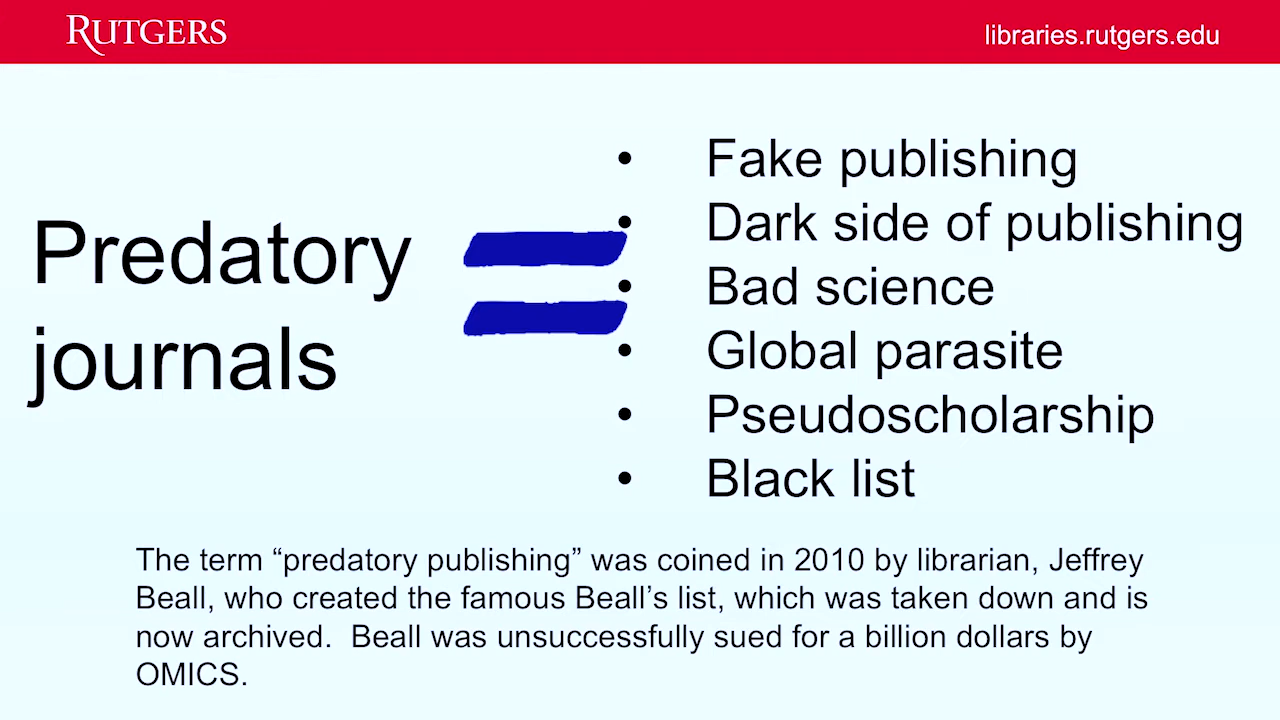 RUTGERS
libraries.rutgers.edu
Predatory
journals
=
• Fake publishing
• Dark side of publishing
• Bad science
• Global parasite
• Pseudoscholarship
• Black list
The term “predatory publishing” was coined in 2010 by librarian, Jeffrey
Beall, who created the famous Beall’s list, which was taken down and is
now archived.  Beall was unsuccessfully sued for a billion dollars by
OMICS.